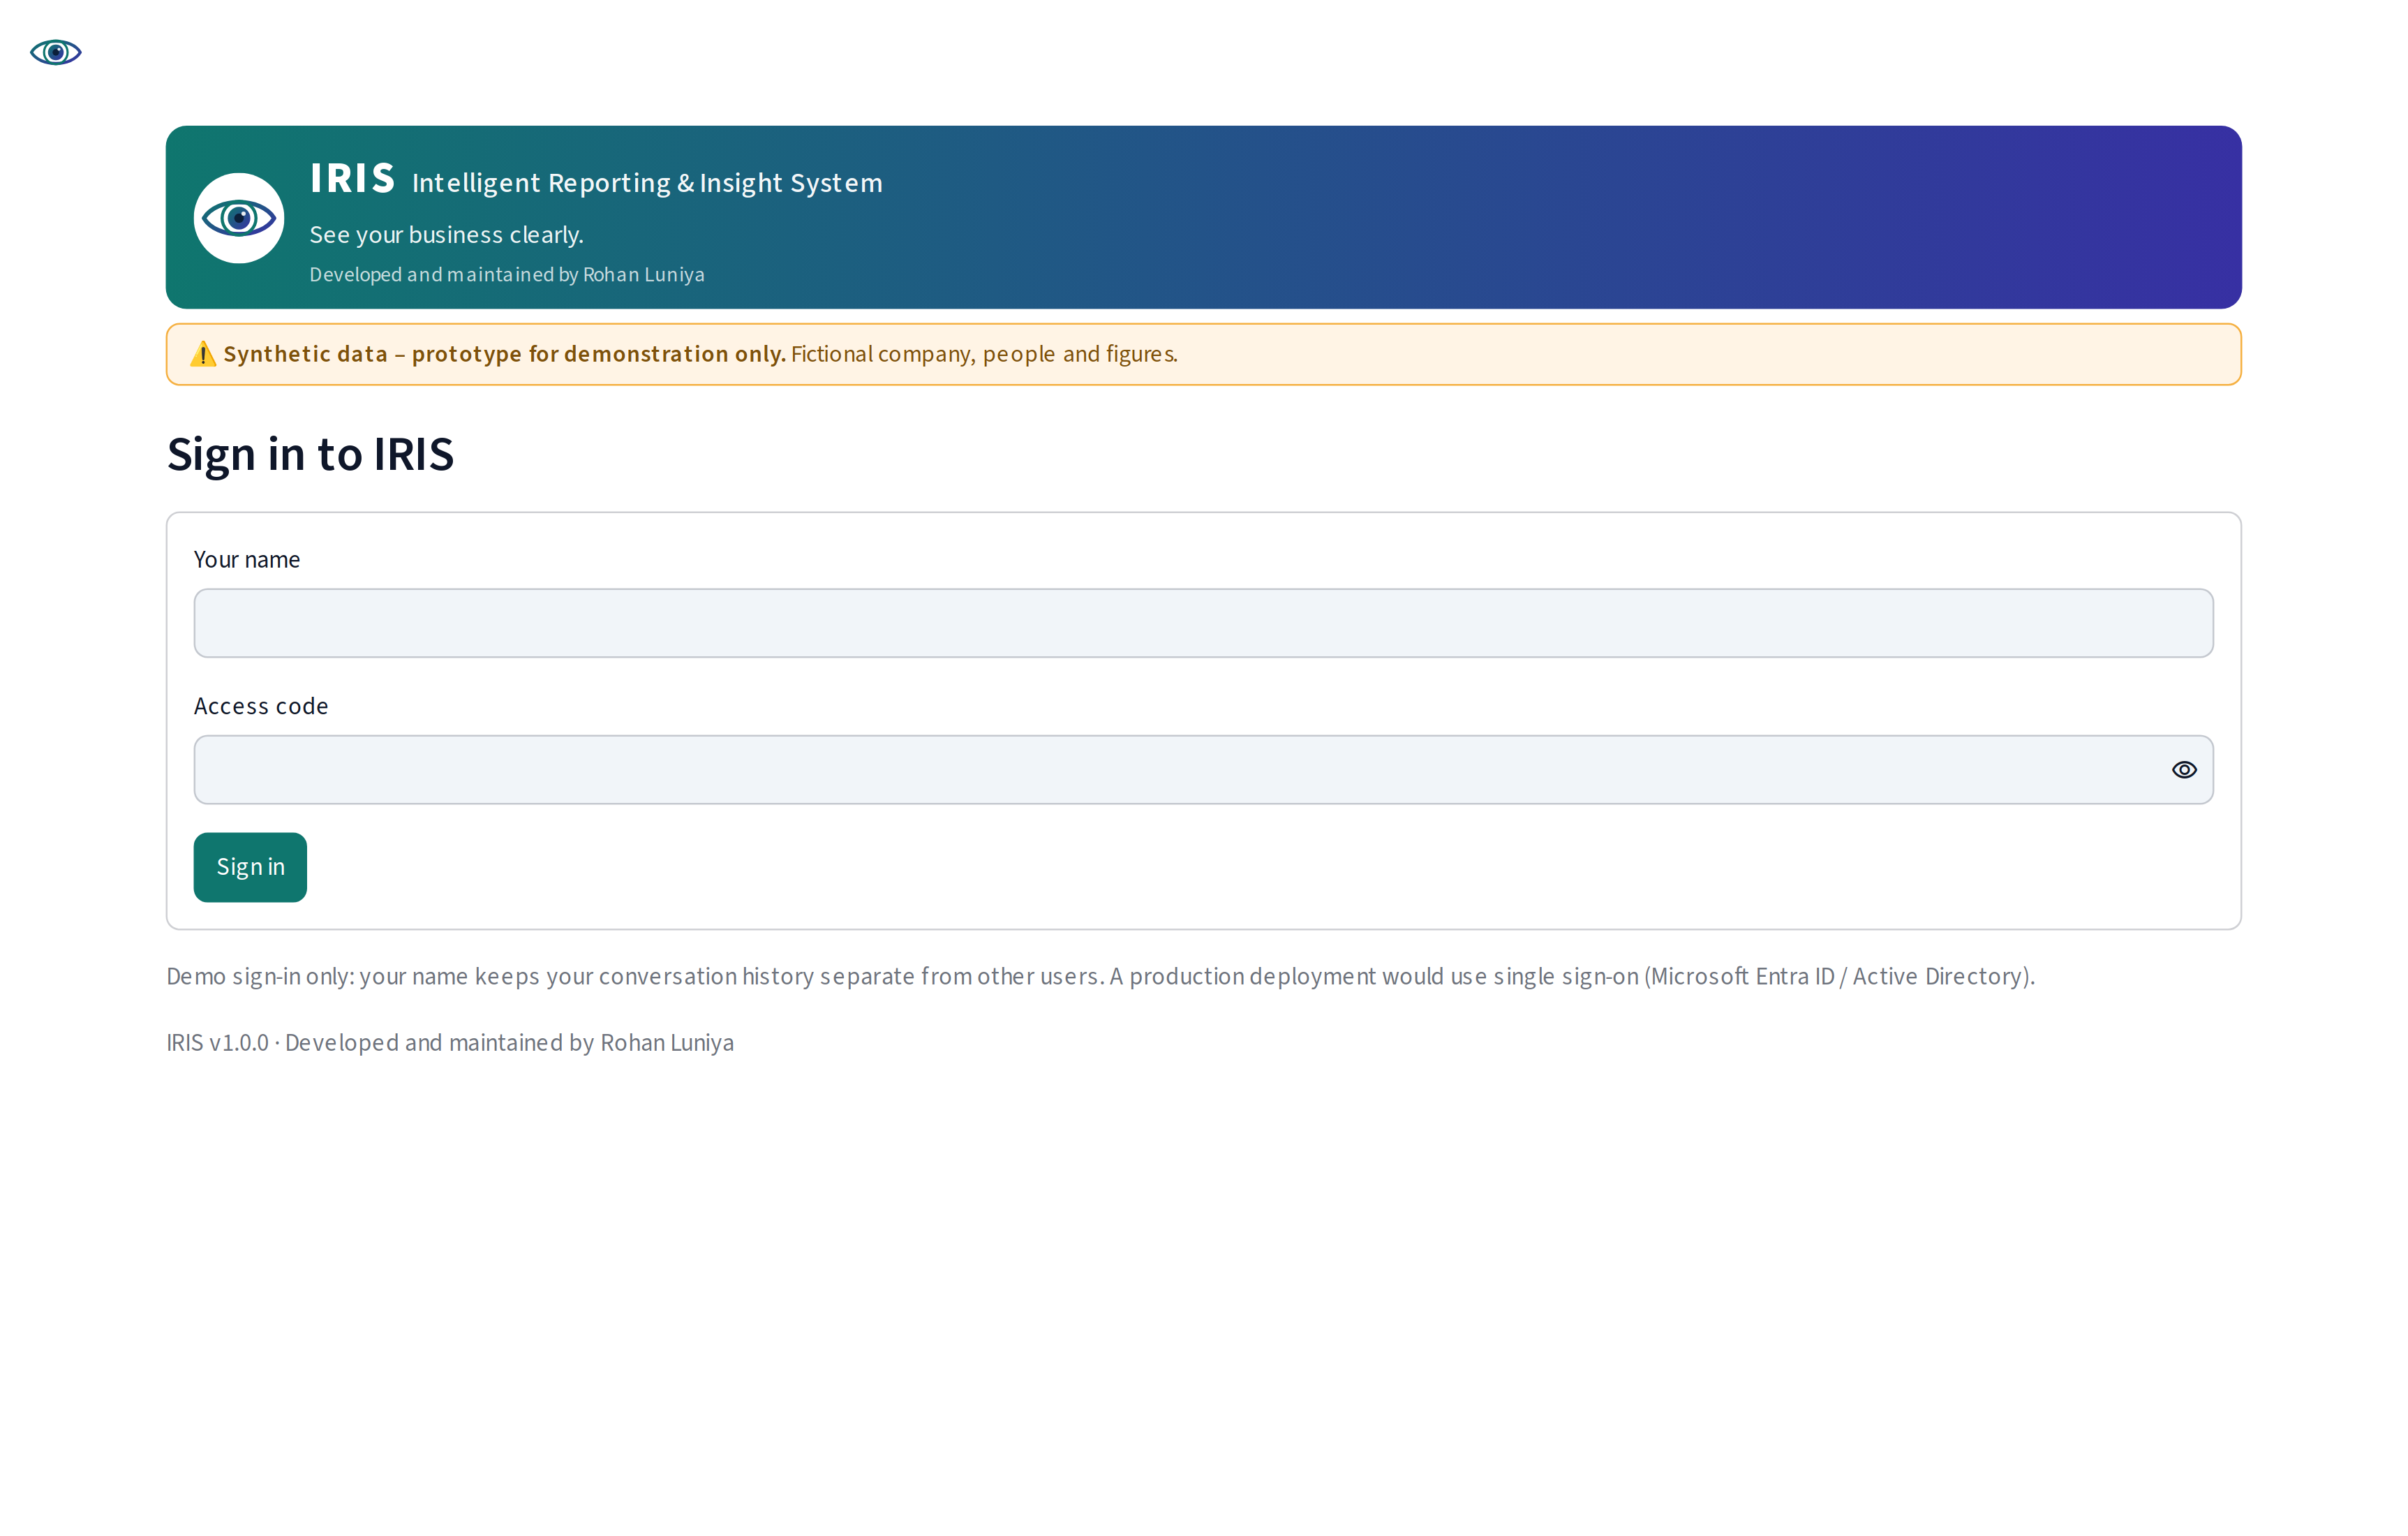 IRIS Intelligent Reporting & Insight System
See your business clearly.
Developed and maintained by Rohan Luniya
⚠️ Synthetic data – prototype for demonstration only. Fictional company, people and figures.
Sign in to IRIS
Your name
Access code
Sign in
Demo sign-in only: your name keeps your conversation history separate from other users. A production deployment would use single sign-on (Microsoft Entra ID / Active Directory).
IRIS v1.0.0 · Developed and maintained by Rohan Luniya